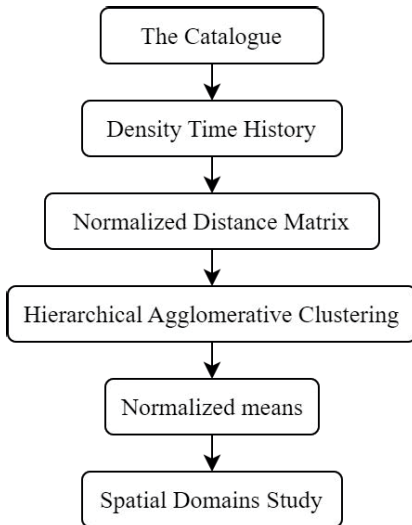 The Catalogue
Density Time History
Normalized Distance Matrix
Hierarchical Agglomerative Clustering
Normalized means
Spatial Domains Study